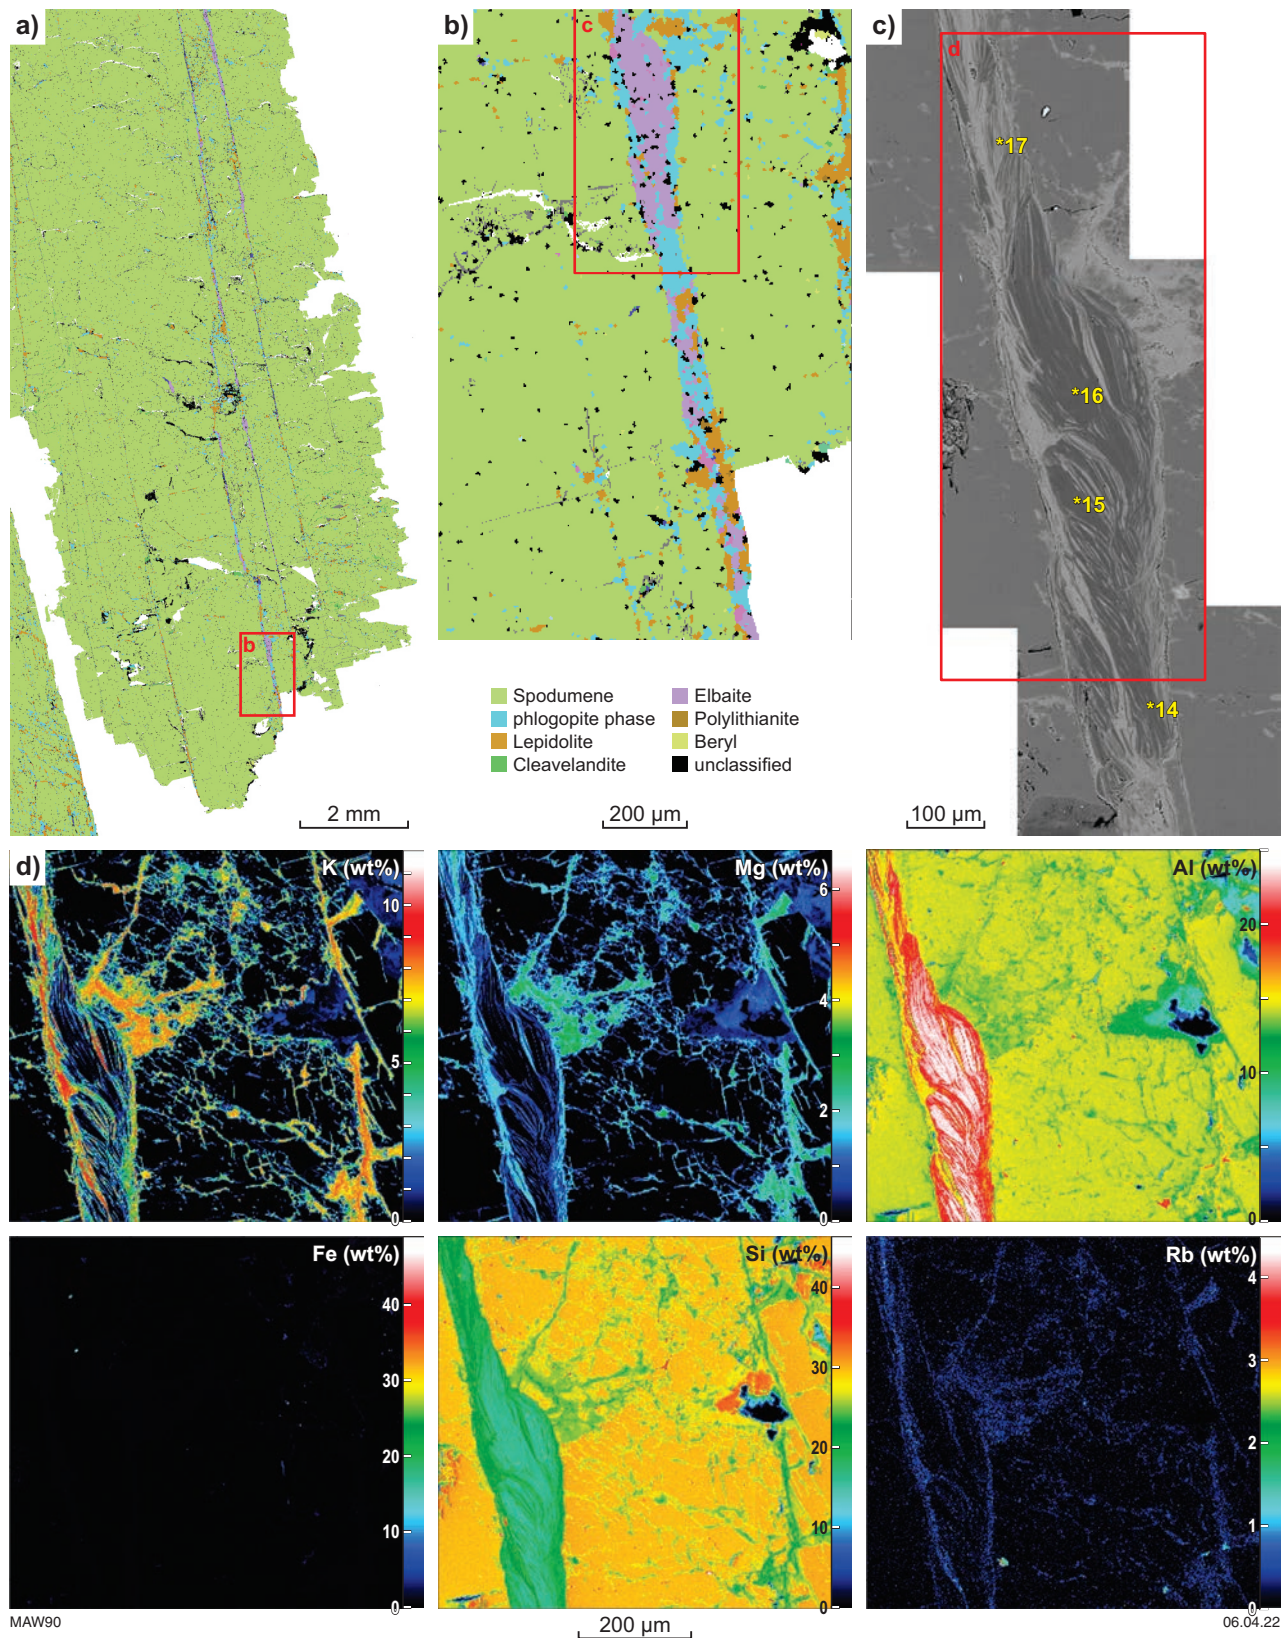 a)
b)
c)
c
d
*17
*16
*15
*14
b
Spodumene
phlogopite phase
Lepidolite
Cleavelandite
Elbaite
Polylithianite
Beryl
unclassified
2 mm
200 µm
100 µm
d)
K (wt%)
10
5
0
Mg (wt%)
6
4
2
0
Al (wt%)
20
10
0
Fe (wt%)
40
30
20
10
0
Si (wt%)
40
30
20
10
0
Rb (wt%)
4
3
2
1
0
MAW90
200 µm
06.04.22